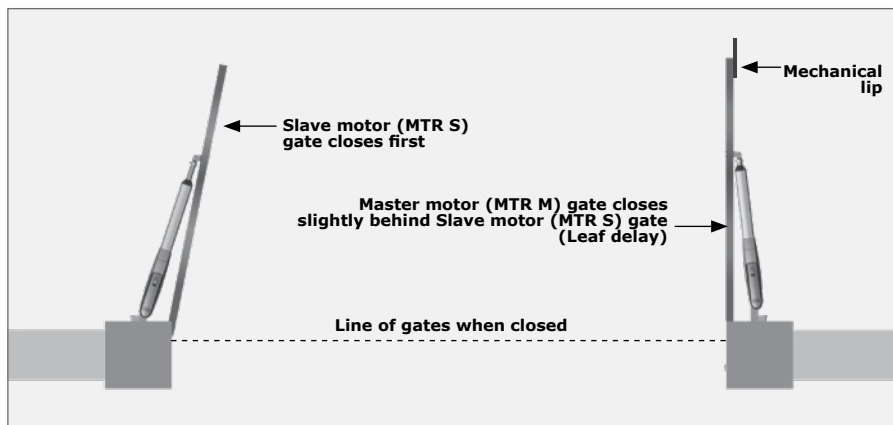 Mechanical
lip
Slave motor (MTR S)
gate closes first
Master motor (MTR M) gate closes
slightly behind Slave motor (MTR S) gate
(Leaf delay)
Line of gates when closed